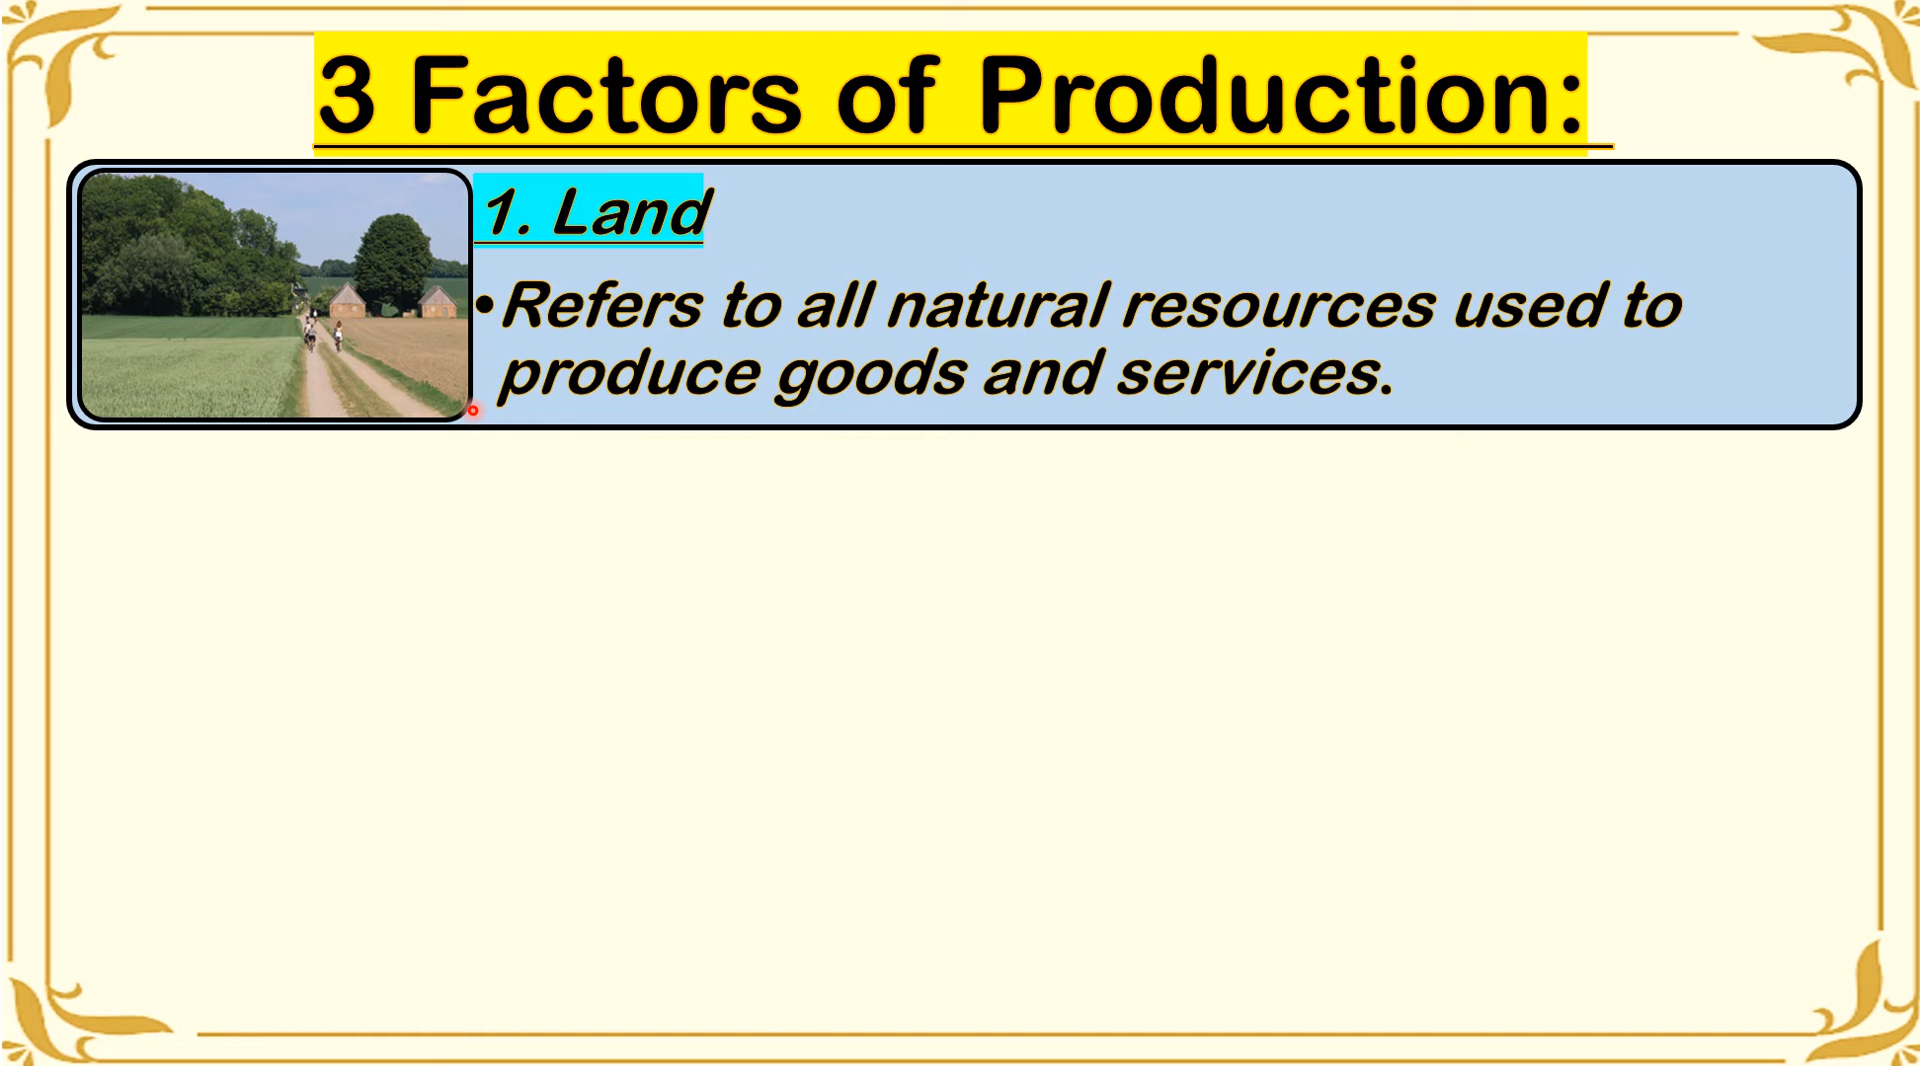 3 Factors of Production:
1. Land
•Refers to all natural resources used to
produce goods and services.